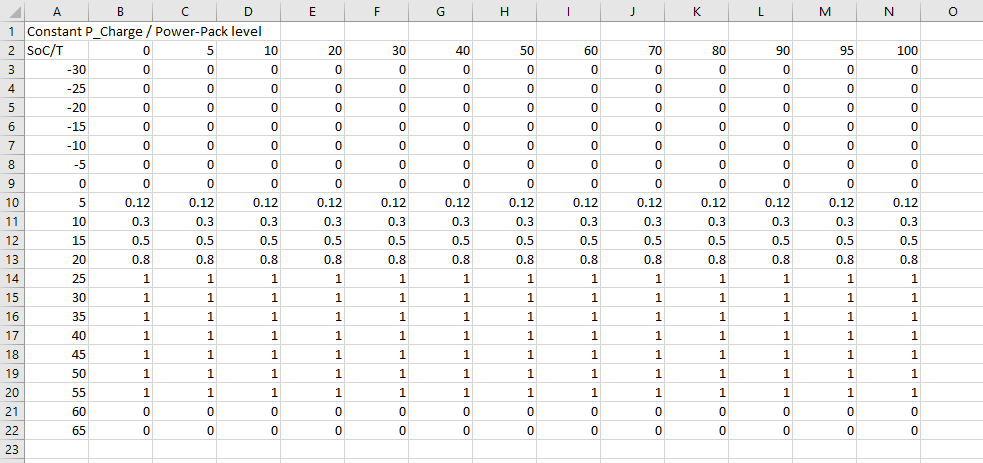 A B C D E F G H I J K L M N O
1 Constant P_Charge / Power-Pack level
2 SoC/T 0 5 10 20 30 40 50 60 70 80 90 95 100
3 -30 0 0 0 0 0 0 0 0 0 0 0 0 0
4 -25 0 0 0 0 0 0 0 0 0 0 0 0 0
5 -20 0 0 0 0 0 0 0 0 0 0 0 0 0
6 -15 0 0 0 0 0 0 0 0 0 0 0 0 0
7 -10 0 0 0 0 0 0 0 0 0 0 0 0 0
8 -5 0 0 0 0 0 0 0 0 0 0 0 0 0
9 0 0 0 0 0 0 0 0 0 0 0 0 0 0
10 5 0.12 0.12 0.12 0.12 0.12 0.12 0.12 0.12 0.12 0.12 0.12 0.12 0.12
11 10 0.3 0.3 0.3 0.3 0.3 0.3 0.3 0.3 0.3 0.3 0.3 0.3 0.3
12 15 0.5 0.5 0.5 0.5 0.5 0.5 0.5 0.5 0.5 0.5 0.5 0.5 0.5
13 20 0.8 0.8 0.8 0.8 0.8 0.8 0.8 0.8 0.8 0.8 0.8 0.8 0.8
14 25 1 1 1 1 1 1 1 1 1 1 1 1 1
15 30 1 1 1 1 1 1 1 1 1 1 1 1 1
16 35 1 1 1 1 1 1 1 1 1 1 1 1 1
17 40 1 1 1 1 1 1 1 1 1 1 1 1 1
18 45 1 1 1 1 1 1 1 1 1 1 1 1 1
19 50 1 1 1 1 1 1 1 1 1 1 1 1 1
20 55 1 1 1 1 1 1 1 1 1 1 1 1 1
21 60 0 0 0 0 0 0 0 0 0 0 0 0 0
22 65 0 0 0 0 0 0 0 0 0 0 0 0 0
23